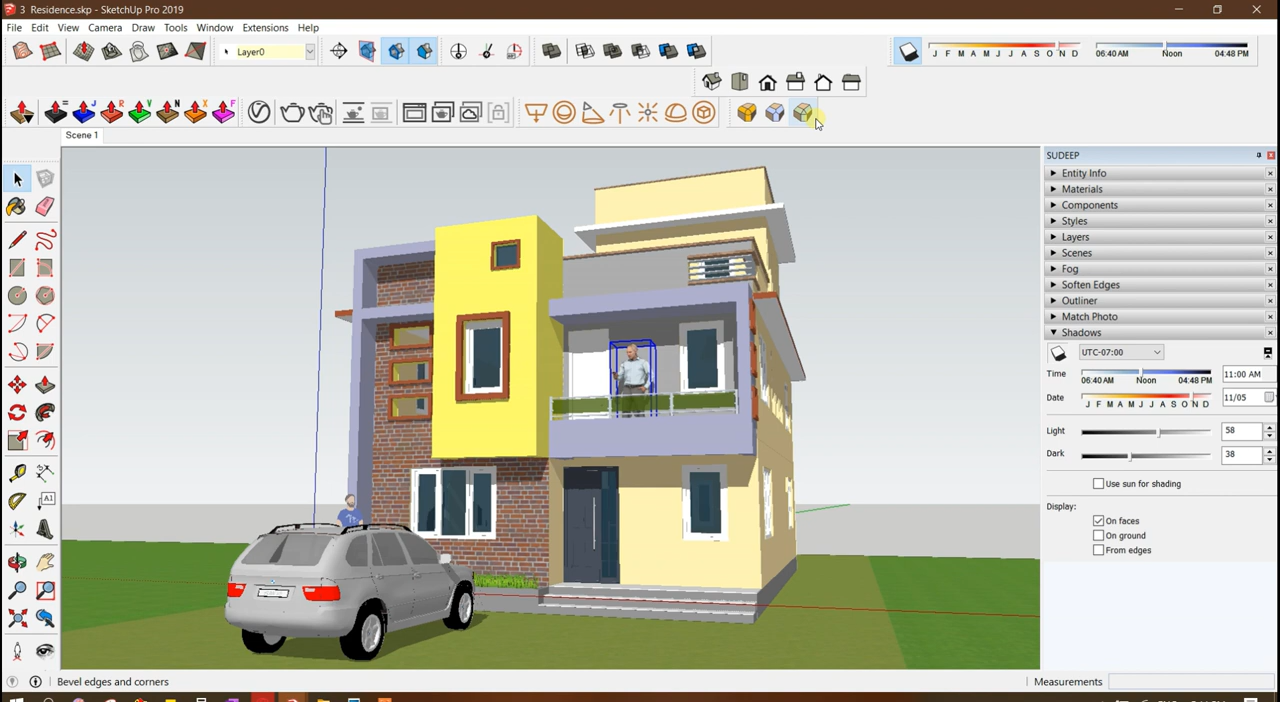 3 Residence.skp - SketchUp Pro 2019
File Edit View Camera Draw Tools Window Extensions Help
Layer0
J F M A M J J A S O N D
06:40 AM Noon 04:48 PM
= J R V N X F
Scene 1
SUDEEP
Entity Info
Materials
Components
Styles
Layers
Scenes
Fog
Soften Edges
Outliner
Match Photo
Shadows
UTC-07:00
Time 06:40 AM Noon 04:48 PM 11:00 AM
Date J F M A M J J A S O N D 11/05
Light 58
Dark 38
Use sun for shading
Display:
On faces
On ground
From edges
A1
Bevel edges and corners
Measurements